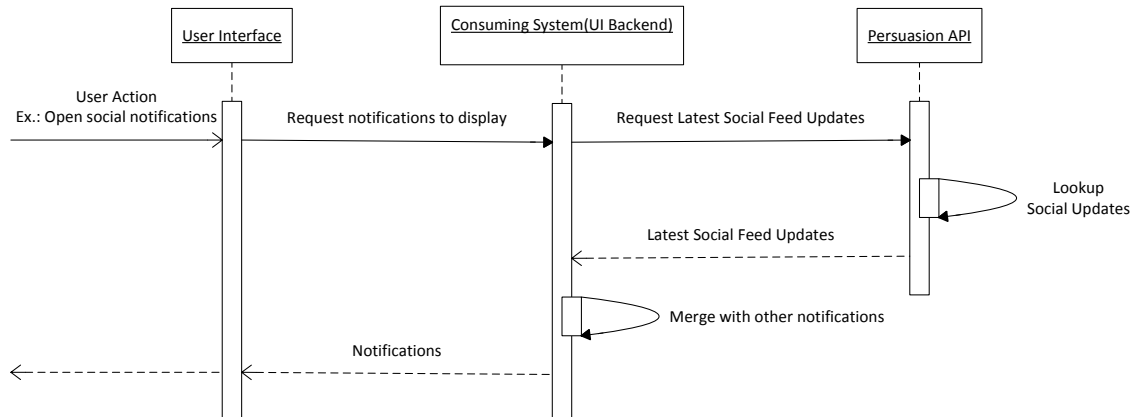 User Interface
Consuming System(UI Backend)
Persuasion API
User Action
Ex.: Open social notifications
Request notifications to display
Request Latest Social Feed Updates
Lookup
Social Updates
Latest Social Feed Updates
Merge with other notifications
Notifications